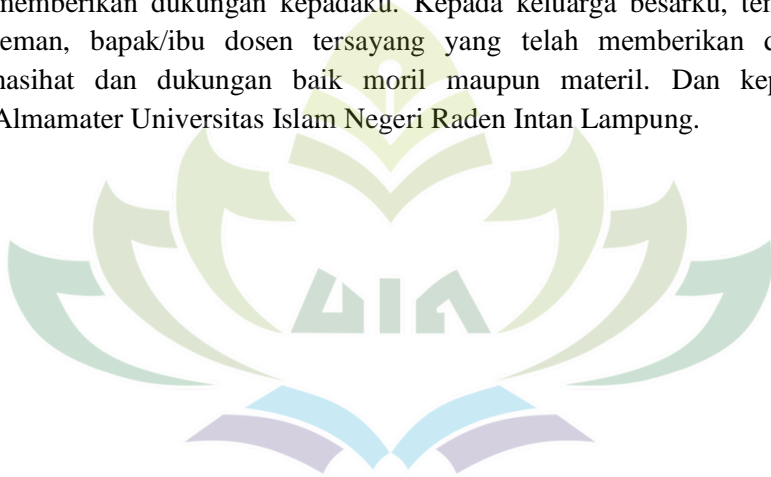 memberikan dukungan kepadaku. Kepada keluarga besarku,
teman, bapak/ibu dosen tersayang yang telah memberikan
nasihat dan dukungan baik moril maupun materil. Dan
Almamater Universitas Islam Negeri Raden Intan Lampung.
UIN